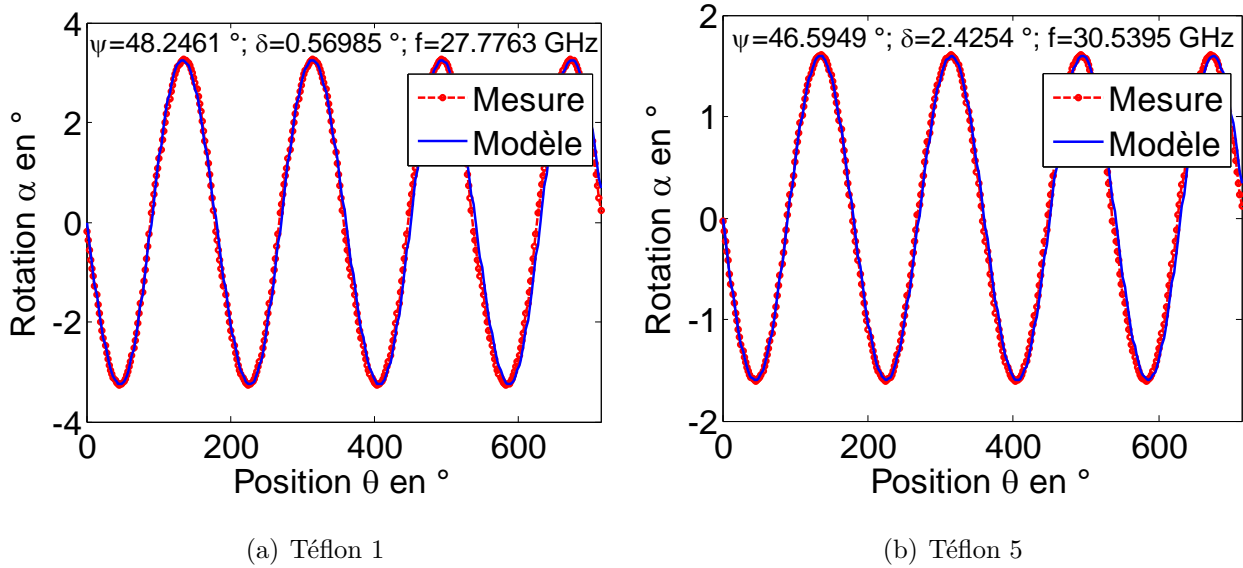 ψ=48.2461 °; δ=0.56985 °; f=27.7763 GHz
Mesure
Modèle
Rotation α en °
4
2
0
-2
-4
0 200 400 600
Position θ en °
(a) Téflon 1
ψ=46.5949 °; δ=2.4254 °; f=30.5395 GHz
Mesure
Modèle
Rotation α en °
2
1
0
-1
-2
0 200 400 600
Position θ en °
(b) Téflon 5